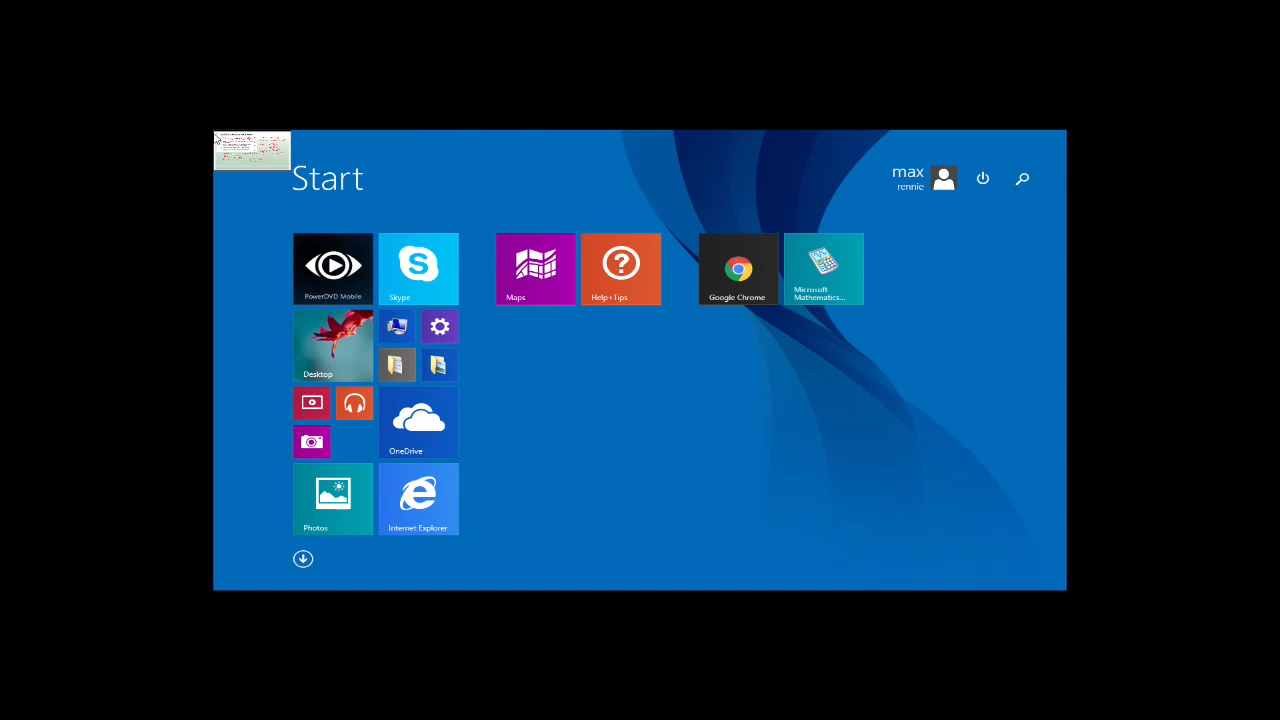 Start
max
rennie
PowerDVD Mobile
Skype
Maps
Help+Tips
Google Chrome
Microsoft
Mathematics...
Desktop
OneDrive
Photos
Internet Explorer